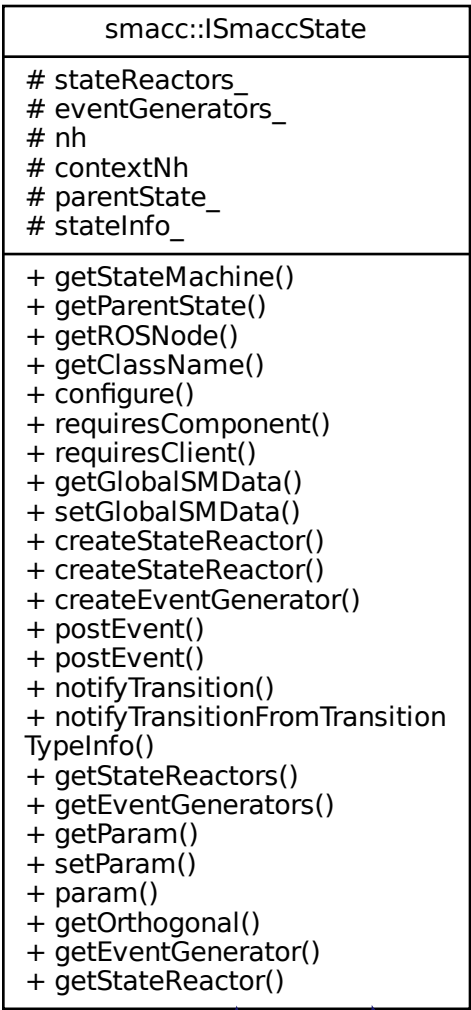 smacc::ISmaccState
# stateReactors_
# eventGenerators_
# nh
# contextNh
# parentState_
# stateInfo_
+ getStateMachine()
+ getParentState()
+ getROSNode()
+ getClassName()
+ configure()
+ requiresComponent()
+ requiresClient()
+ getGlobalSMData()
+ setGlobalSMData()
+ createStateReactor()
+ createStateReactor()
+ createEventGenerator()
+ postEvent()
+ postEvent()
+ notifyTransition()
+ notifyTransitionFromTransition
TypeInfo()
+ getStateReactors()
+ getEventGenerators()
+ getParam()
+ setParam()
+ param()
+ getOrthogonal()
+ getEventGenerator()
+ getStateReactor()